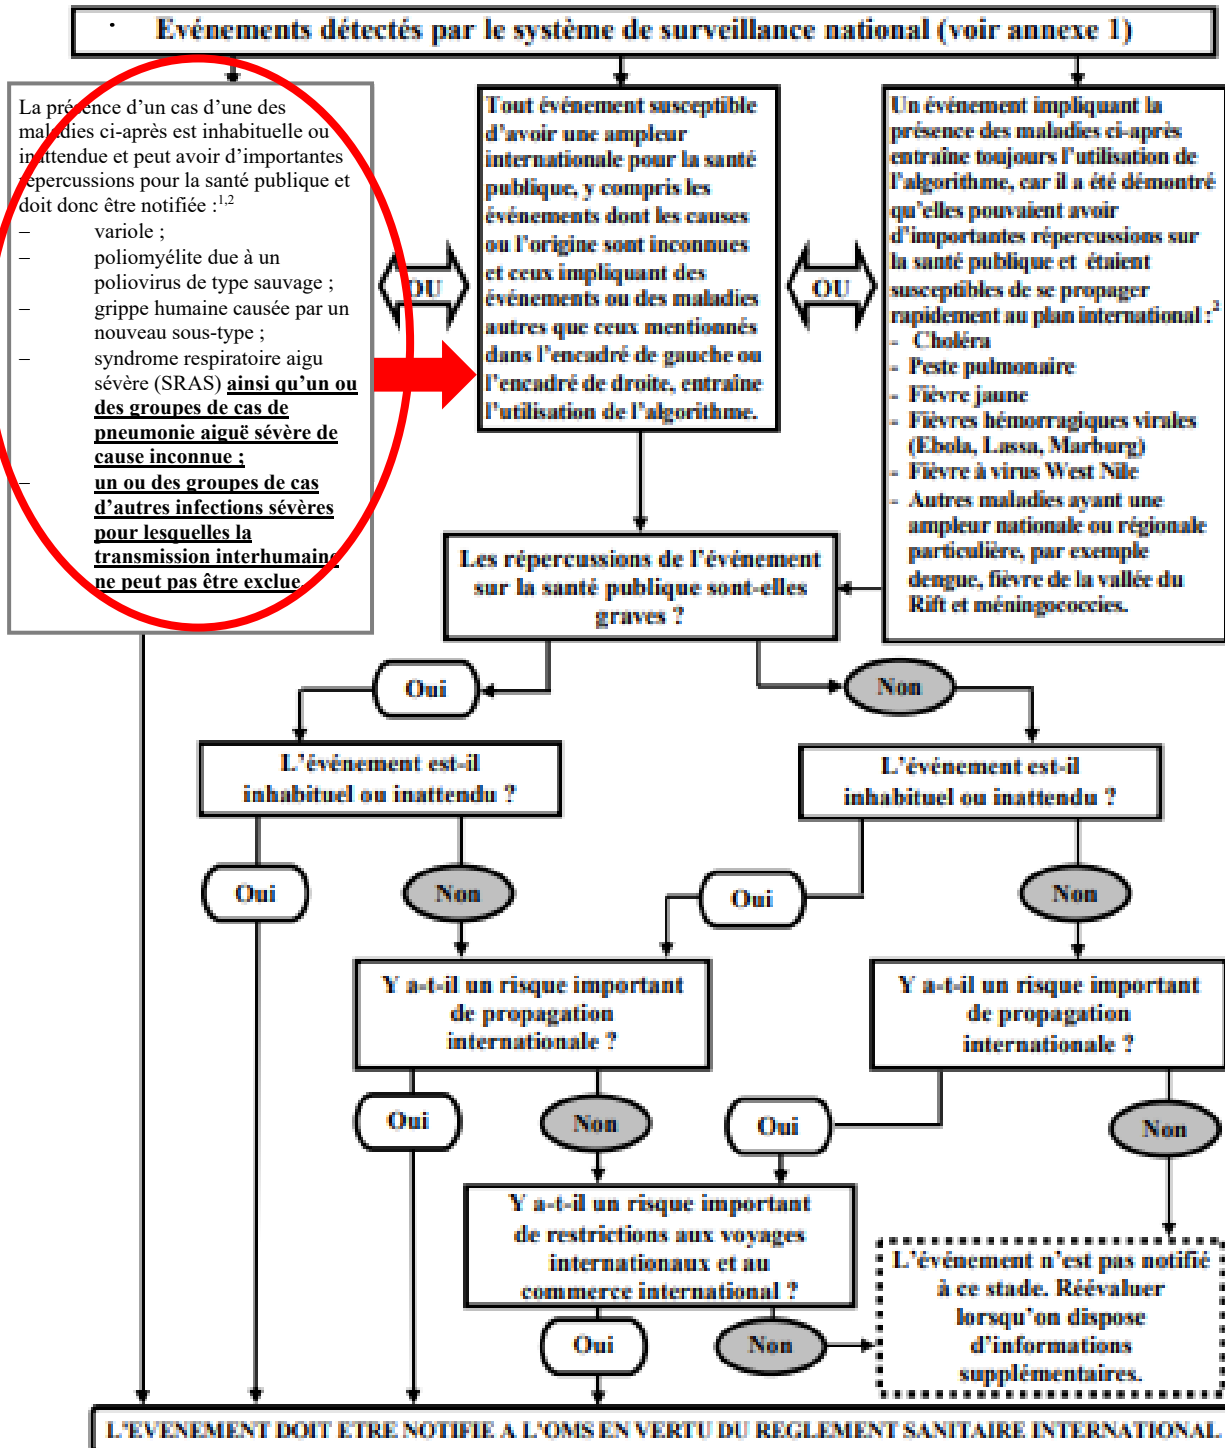 Evénements détectés par le système de surveillance national (voir annexe 1)
La présence d’un cas d’une des
maladies ci-après est inhabituelle ou
inattendue et peut avoir d’importantes
répercussions pour la santé publique et
doit donc être notifiée :1,2
– variole ;
– poliomyélite due à un
poliovirus de type sauvage ;
– grippe humaine causée par un
nouveau sous-type ;
– syndrome respiratoire aigu
sévère (SRAS) ainsi qu’un ou
des groupes de cas de
pneumonie aiguë sévère de
cause inconnue ;
– un ou des groupes de cas
d’autres infections sévères
pour lesquelles la
transmission interhumaine
ne peut pas être exclue.
OU
Tout événement susceptible
d’avoir une ampleur
internationale pour la santé
publique, y compris les
événements dont les causes
ou l’origine sont inconnues
et ceux impliquant des
événements ou des maladies
autres que ceux mentionnés
dans l’encadré de gauche ou
l’encadré de droite, entraîne
l’utilisation de l’algorithme.
OU
Un événement impliquant la
présence des maladies ci-après
entraîne toujours l’utilisation de
l’algorithme, car il a été démontré
qu’elles pouvaient avoir
d’importantes répercussions sur
la santé publique et étaient
susceptibles de se propager
rapidement au plan international :2
- Choléra
- Peste pulmonaire
- Fièvre jaune
- Fièvres hémorragiques virales
(Ebola, Lassa, Marburg)
- Fièvre à virus West Nile
- Autres maladies ayant une
ampleur nationale ou régionale
particulière, par exemple
dengue, fièvre de la vallée du
Rift et méningococcies.
Les répercussions de l’événement
sur la santé publique sont-elles
graves ?
Oui
Non
L’événement est-il
inhabituel ou inattendu ?
L’événement est-il
inhabituel ou inattendu ?
Oui
Non
Oui
Non
Y a-t-il un risque important
de propagation
internationale ?
Y a-t-il un risque important
de propagation
internationale ?
Oui
Non
Oui
Non
Y a-t-il un risque important
de restrictions aux voyages
internationaux et au
commerce international ?
L’événement n’est pas notifié
à ce stade. Réévaluer
lorsqu’on dispose
d’informations
supplémentaires.
Oui
Non
L’EVENEMENT DOIT ETRE NOTIFIE A L’OMS EN VERTU DU REGLEMENT SANITAIRE INTERNATIONAL